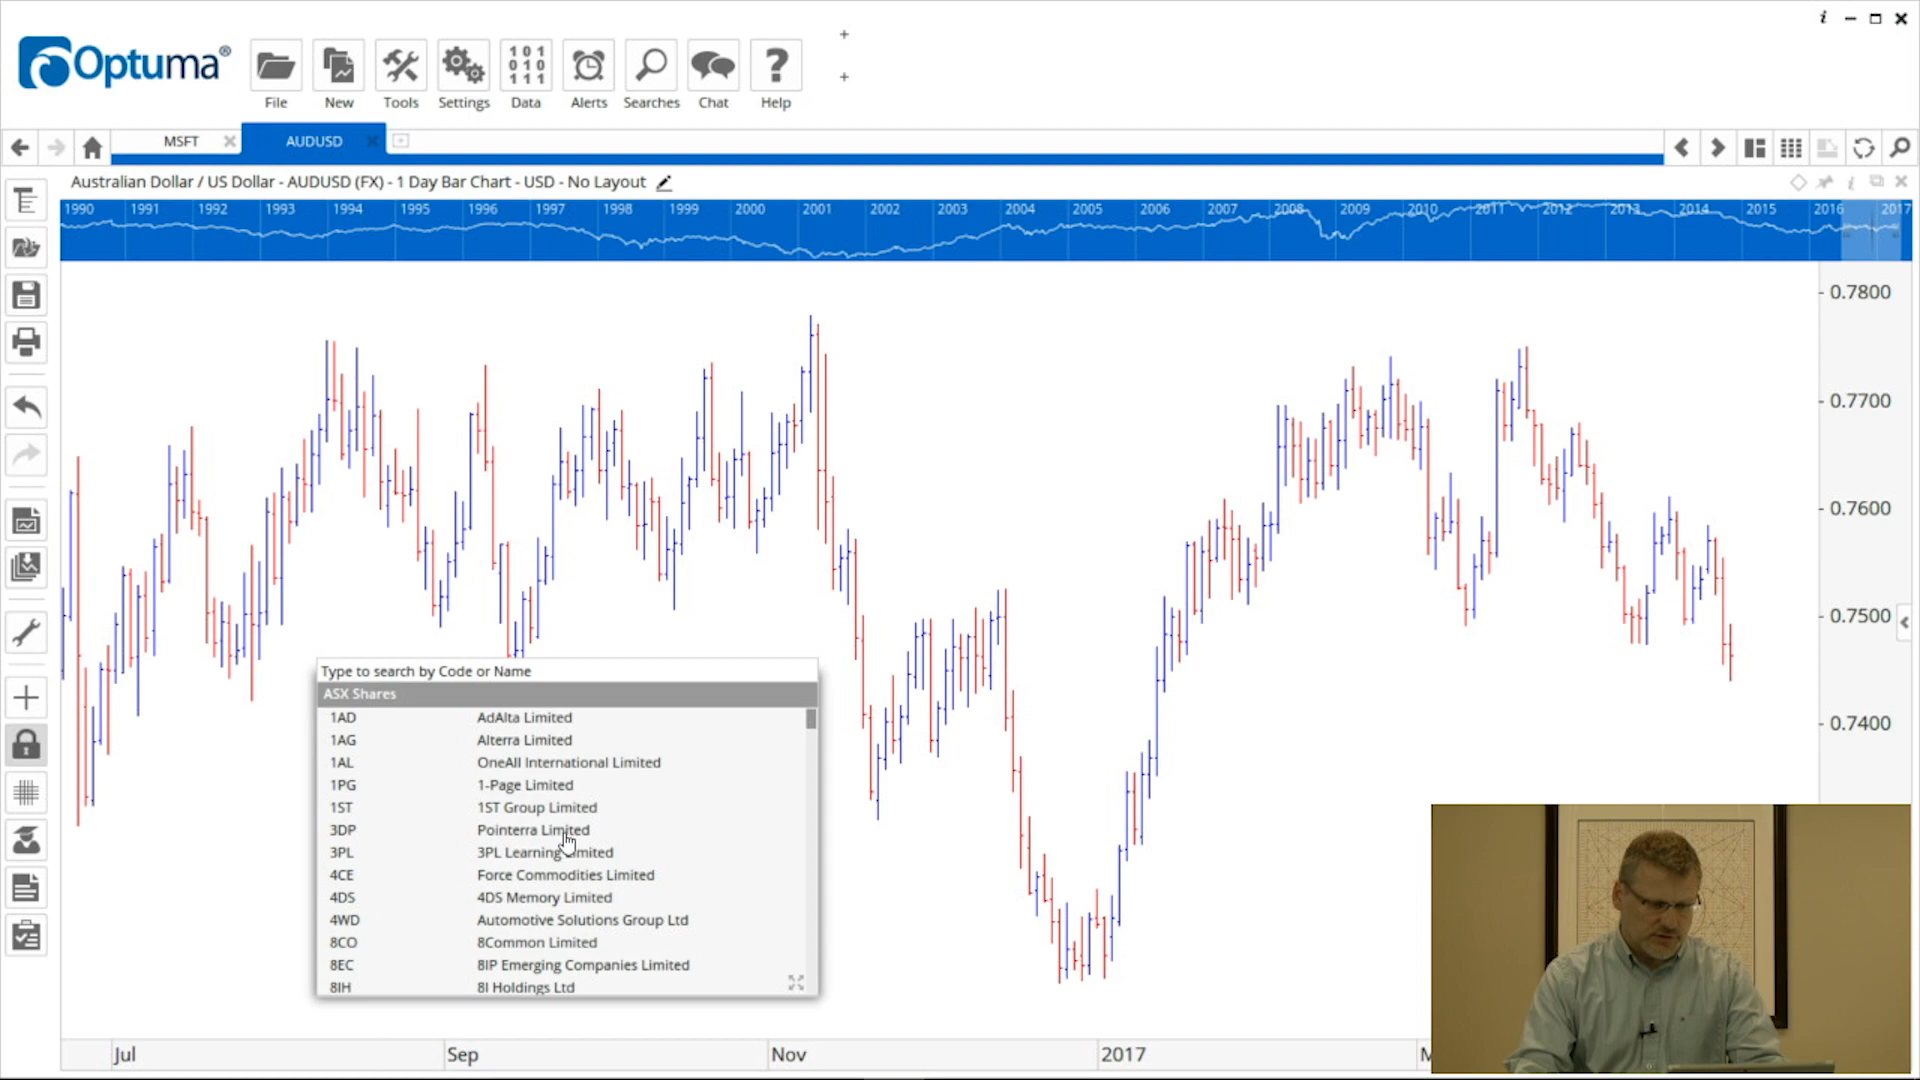 Optuma®
File New Tools Settings Data Alerts Searches Chat Help
MSFT AUDUSD
Australian Dollar / US Dollar - AUDUSD (FX) - 1 Day Bar Chart - USD - No Layout
1990 1991 1992 1993 1994 1995 1996 1997 1998 1999 2000 2001 2002 2003 2004 2005 2006 2007 2008 2009 2010 2011 2012 2013 2014 2015 2016 2017
0.7800
0.7700
0.7600
0.7500
0.7400
Type to search by Code or Name
ASX Shares
1AD AdAlta Limited
1AG Alterra Limited
1AL OneAll International Limited
1PG 1-Page Limited
1ST 1ST Group Limited
3DP Pointerra Limited
3PL 3PL Learning Limited
4CE Force Commodities Limited
4DS 4DS Memory Limited
4WD Automotive Solutions Group Ltd
8CO 8Common Limited
8EC 8IP Emerging Companies Limited
8IH 8I Holdings Ltd
Jul Sep Nov 2017